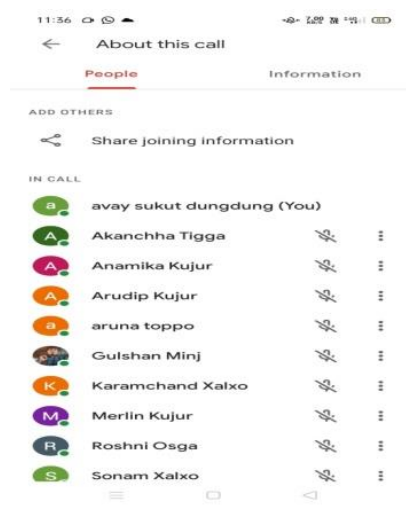 11:36
← About this call
People Information
ADD OTHERS
Share joining information
IN CALL
a avay sukut dungdung (You)
A Akanchha Tigga
A Anamika Kujur
A Arudip Kujur
a aruna toppo
Gulshan Minj
K Karamchand Xalxo
M Merlin Kujur
R Roshni Osga
S Sonam Xalxo